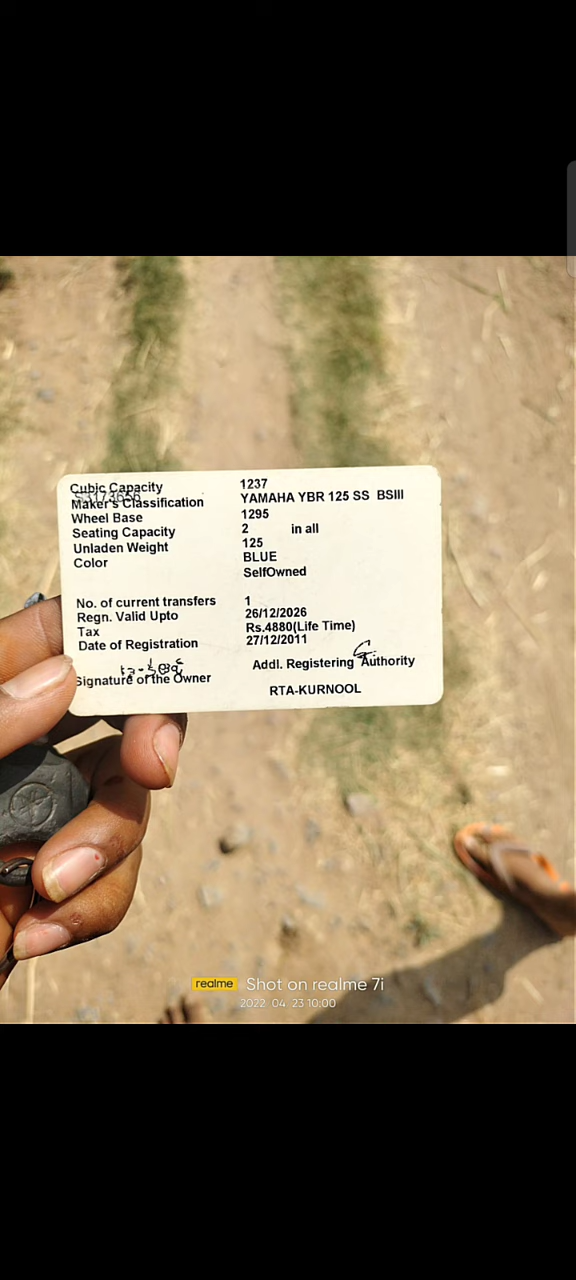 Cubic Capacity 1237
S3173656
Maker's Classification YAMAHA YBR 125 SS BSIII
Wheel Base 1295
Seating Capacity 2 in all
Unladen Weight 125
Color BLUE
SelfOwned
No. of current transfers 1
Regn. Valid Upto 26/12/2026
Tax Rs.4880(Life Time)
Date of Registration 27/12/2011
Addl. Registering Authority
Signature of the Owner
RTA-KURNOOL
realme Shot on realme 7i
2022 04 23 10:00